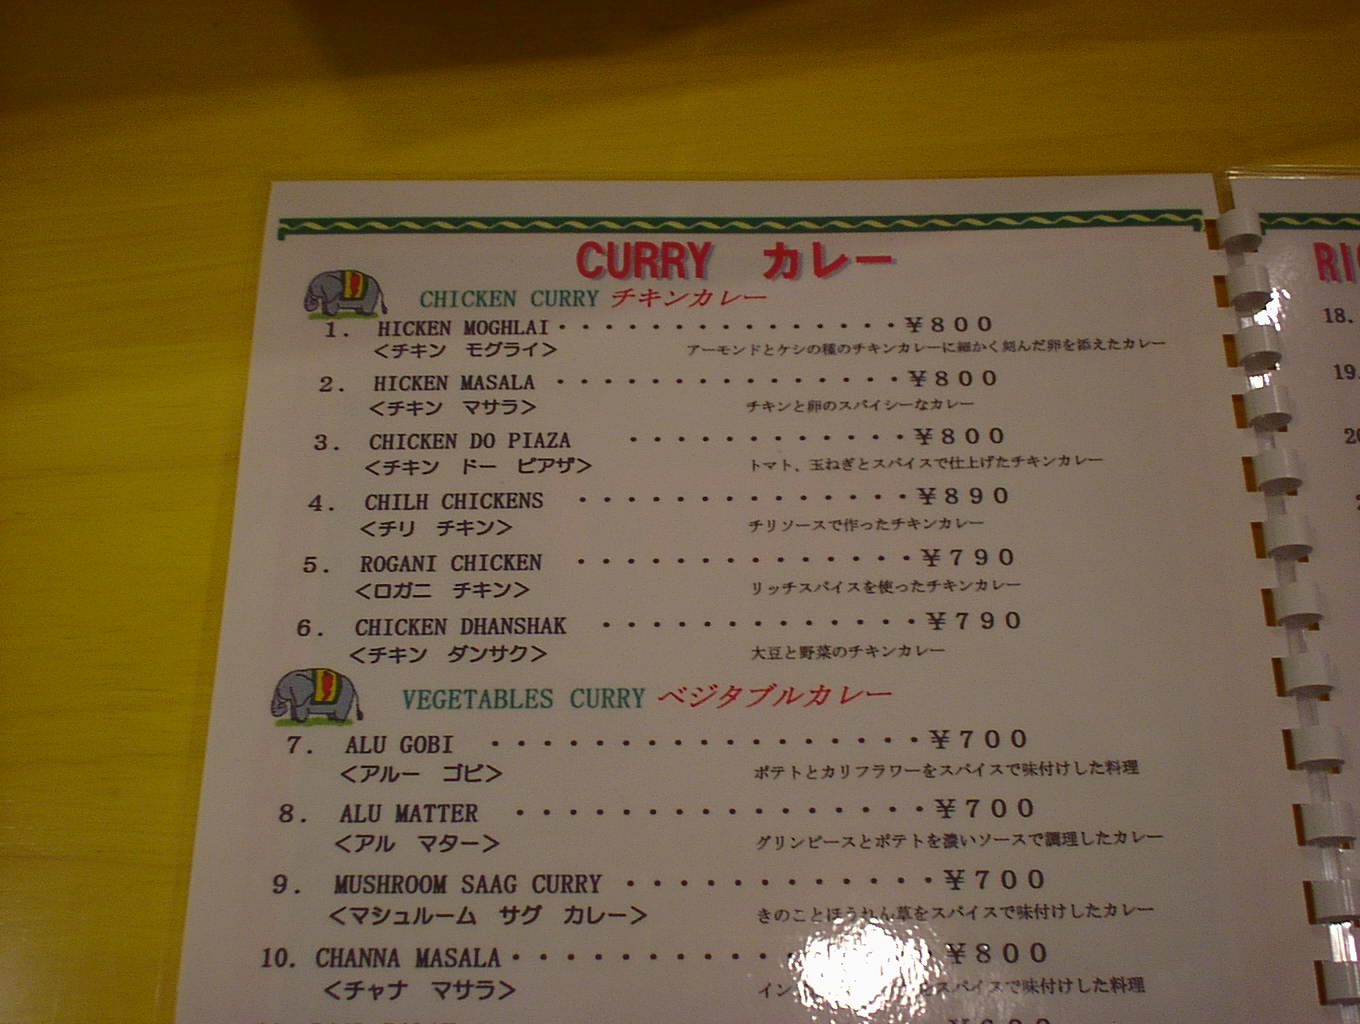 CURRY カレー
CHICKEN CURRY チキンカレー
1. HICKEN MOGHLAI・・・・・・・・・・・・・・・￥800
<チキン モグライ> アーモンドとケシの種のチキンカレーに細かく刻んだ卵を添えたカレー
2. HICKEN MASALA ・・・・・・・・・・・・・・・￥800
<チキン マサラ> チキンと卵のスパイシーなカレー
3. CHICKEN DO PIAZA ・・・・・・・・・・・・￥800
<チキン ドー ピアザ> トマト、玉ねぎとスパイスで仕上げたチキンカレー
4. CHILH CHICKENS ・・・・・・・・・・・・・・￥890
<チリ チキン> チリソースで作ったチキンカレー
5. ROGANI CHICKEN ・・・・・・・・・・・・・・￥790
<ロガニ チキン> リッチスパイスを使ったチキンカレー
6. CHICKEN DHANSHAK ・・・・・・・・・・・・・￥790
<チキン ダンサク> 大豆と野菜のチキンカレー
VEGETABLES CURRY ベジタブルカレー
7. ALU GOBI ・・・・・・・・・・・・・・・・・￥700
<アルー ゴビ> ポテトとカリフラワーをスパイスで味付けした料理
8. ALU MATTER ・・・・・・・・・・・・・・・・￥700
<アル マター> グリンピースとポテトを濃いソースで調理したカレー
9. MUSHROOM SAAG CURRY ・・・・・・・・・・・・￥700
<マシュルーム サグ カレー> きのことほうれん草をスパイスで味付けしたカレー
10. CHANNA MASALA・・・・・・・・・・・ ￥800
<チャナ マサラ> イン をスパイスで味付けした料理
18.
19.